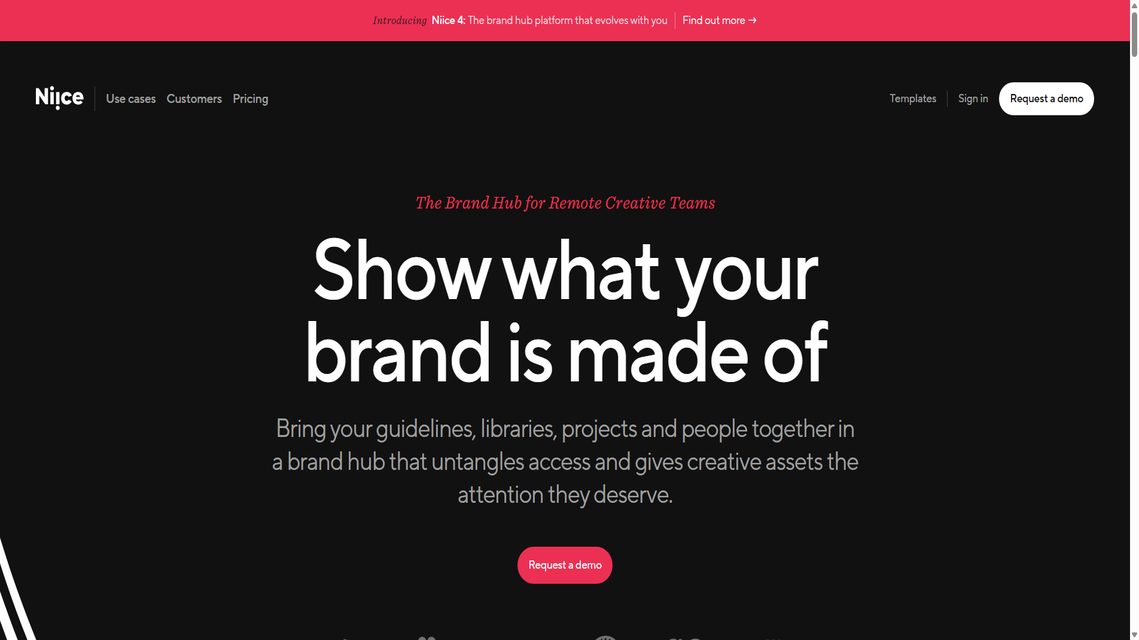 Introducing Niice 4: The brand hub platform that evolves with you Find out more →
Niice Use cases Customers Pricing Templates Sign in Request a demo
The Brand Hub for Remote Creative Teams
Show what your
brand is made of
Bring your guidelines, libraries, projects and people together in
a brand hub that untangles access and gives creative assets the
attention they deserve.
Request a demo